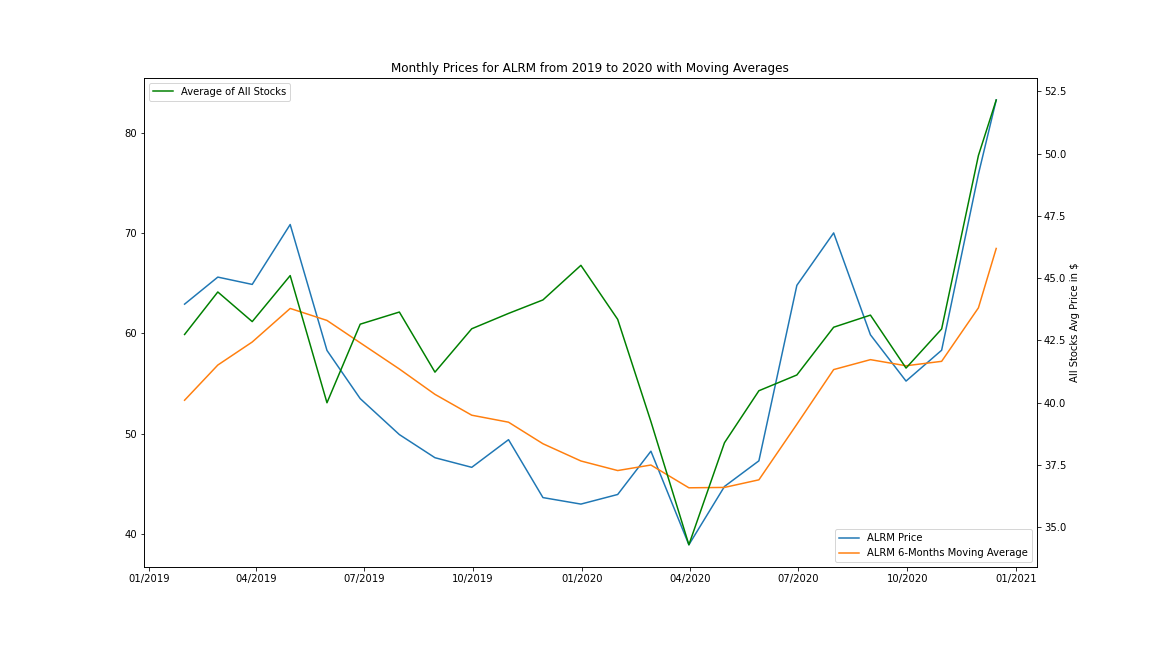 Monthly Prices for ALRM from 2019 to 2020 with Moving Averages
Average of All Stocks
80
70
60
50
40
52.5
50.0
47.5
45.0
42.5
40.0
37.5
35.0
All Stocks Avg Price in $
ALRM Price
ALRM 6-Months Moving Average
01/2019 04/2019 07/2019 10/2019 01/2020 04/2020 07/2020 10/2020 01/2021